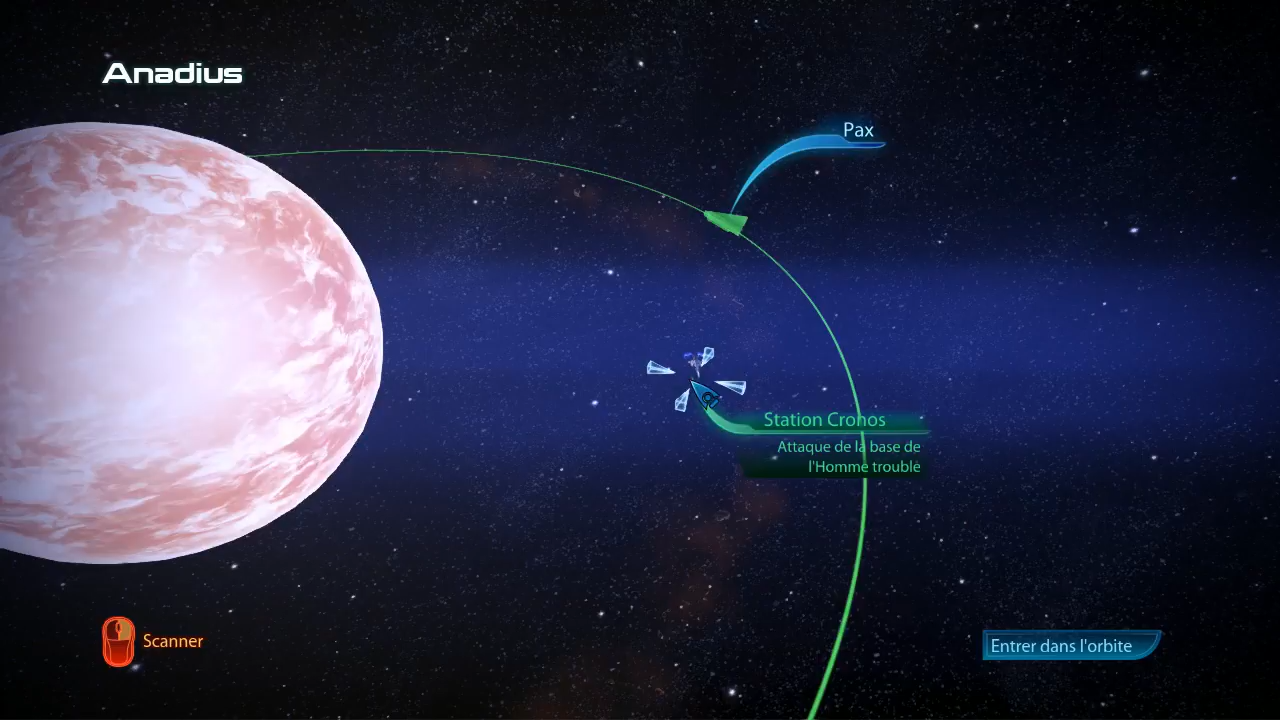 Anadius
Pax
Station Cronos
Attaque de la base de
l'Homme trouble
Scanner
Entrer dans l'orbite